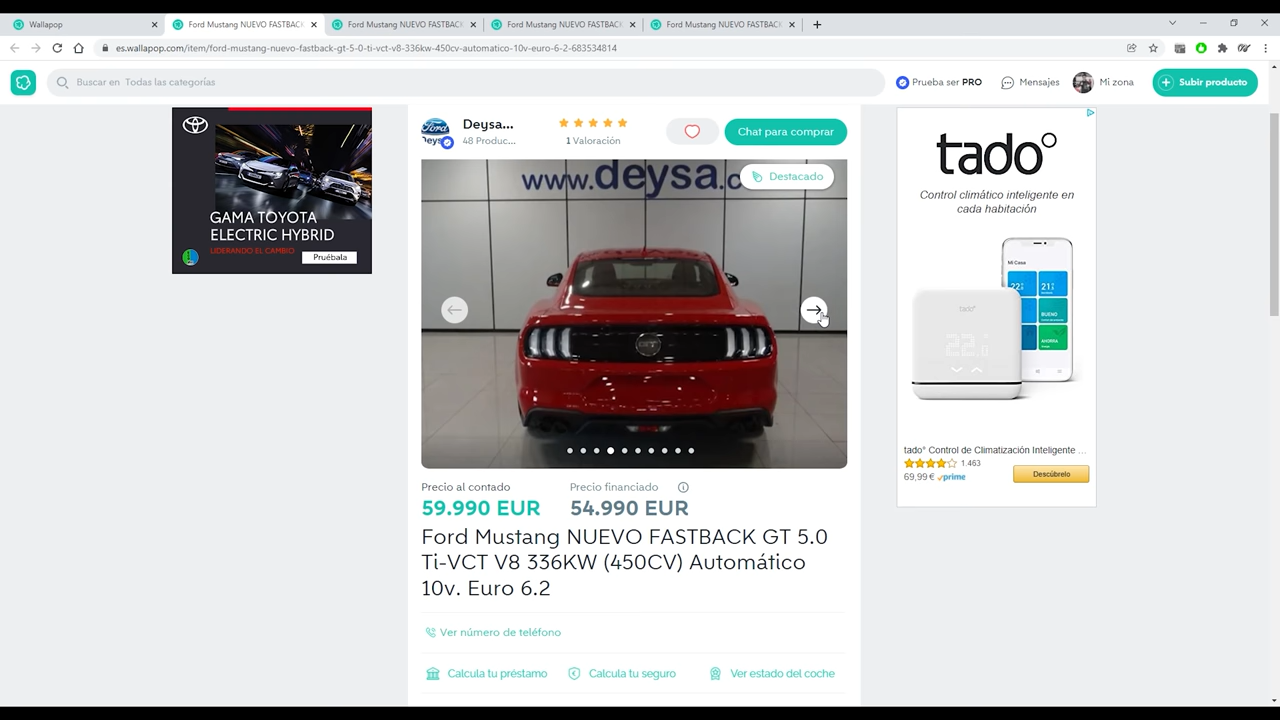 Wallapop
Ford Mustang NUEVO FASTBACK
Ford Mustang NUEVO FASTBACK
Ford Mustang NUEVO FASTBACK
Ford Mustang NUEVO FASTBACK
es.wallapop.com/item/ford-mustang-nuevo-fastback-gt-5-0-ti-vct-v8-336kw-450cv-automatico-10v-euro-6-2-683534814
Buscar en Todas las categorías
Prueba ser PRO
Mensajes
Mi zona
Subir producto
GAMA TOYOTA
ELECTRIC HYBRID
LIDERANDO EL CAMBIO
Pruébala
Ford
Deysa...
48 Produc...
1 Valoración
Chat para comprar
www.deysa.c
Destacado
GT
Precio al contado
59.990 EUR
Precio financiado
54.990 EUR
Ford Mustang NUEVO FASTBACK GT 5.0
Ti-VCT V8 336KW (450CV) Automático
10v. Euro 6.2
Ver número de teléfono
Calcula tu préstamo
Calcula tu seguro
Ver estado del coche
tado°
Control climático inteligente en
cada habitación
Mi Casa
tado°
tado° Control de Climatización Inteligente ...
1.463
69,99 € prime
Descúbrelo